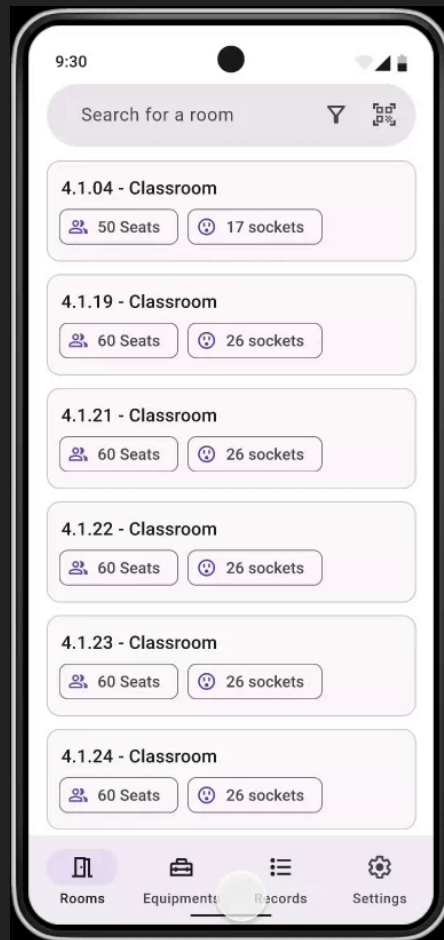 9:30
Search for a room
4.1.04 - Classroom
50 Seats 17 sockets
4.1.19 - Classroom
60 Seats 26 sockets
4.1.21 - Classroom
60 Seats 26 sockets
4.1.22 - Classroom
60 Seats 26 sockets
4.1.23 - Classroom
60 Seats 26 sockets
4.1.24 - Classroom
60 Seats 26 sockets
Rooms Equipments Records Settings